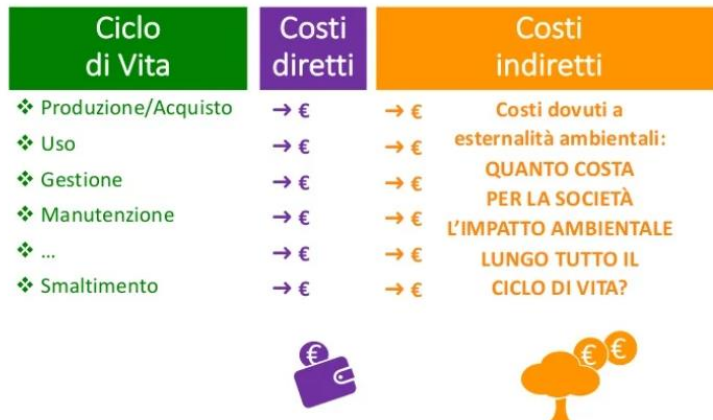 Ciclo
di Vita
Costi
diretti
Costi
indiretti
❖ Produzione/Acquisto → € → €
❖ Uso → € → €
❖ Gestione → € → €
❖ Manutenzione → € → €
❖ ... → € → €
❖ Smaltimento → € → €
Costi dovuti a
esternalità ambientali:
QUANTO COSTA
PER LA SOCIETÀ
L'IMPATTO AMBIENTALE
LUNGO TUTTO IL
CICLO DI VITA?
€
€ €